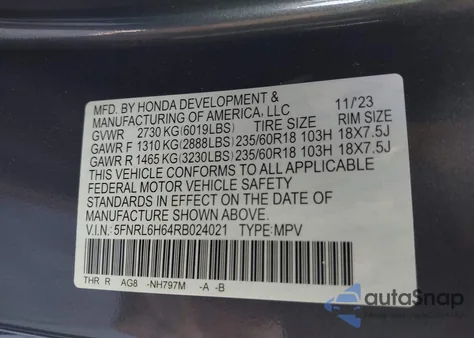 MFD. BY HONDA DEVELOPMENT &
MANUFACTURING OF AMERICA, LLC 11/'23
GVWR 2730 KG(6019LBS) TIRE SIZE RIM SIZE
GAWR F 1310 KG(2888LBS) 235/60R18 103H 18X7.5J
GAWR R 1465 KG(3230LBS) 235/60R18 103H 18X7.5J
THIS VEHICLE CONFORMS TO ALL APPLICABLE
FEDERAL MOTOR VEHICLE SAFETY
STANDARDS IN EFFECT ON THE DATE OF
MANUFACTURE SHOWN ABOVE.
V.I.N.: 5FNRL6H64RB024021 TYPE: MPV
THR. R AG8 -NH797M -A -B
autoSnap